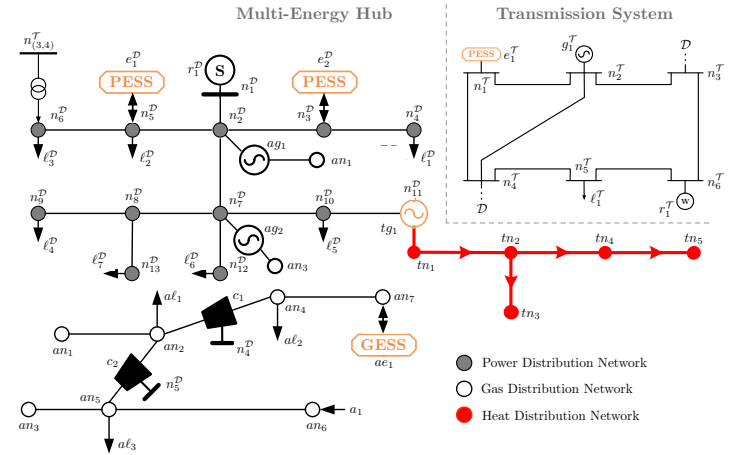 Multi-Energy Hub
Transmission System
n^𝒯_(3,4)
e^𝒟_1
e^𝒟_2
r^𝒟_1
S
PESS
PESS
n^𝒟_1
n^𝒟_6
n^𝒟_5
n^𝒟_2
n^𝒟_3
n^𝒟_4
ℓ^𝒟_3
ℓ^𝒟_2
ag_1
an_1
ℓ^𝒟_1
PESS
e^𝒯_1
g^𝒯_1
𝒟
n^𝒯_1
n^𝒯_2
n^𝒯_3
n^𝒯_4
n^𝒯_5
n^𝒯_6
𝒟
ℓ^𝒯_1
r^𝒯_1
w
n^𝒟_9
n^𝒟_8
n^𝒟_7
n^𝒟_10
n^𝒟_11
ℓ^𝒟_4
ag_2
ℓ^𝒟_5
tg_1
ℓ^𝒟_7
n^𝒟_13
ℓ^𝒟_6
n^𝒟_12
an_3
tn_1
tn_2
tn_4
tn_5
tn_3
aℓ_1
c_1
an_4
an_7
an_1
an_2
n^𝒟_4
aℓ_2
GESS
ae_1
c_2
n^𝒟_5
an_5
an_3
an_6
a_1
aℓ_3
Power Distribution Network
Gas Distribution Network
Heat Distribution Network